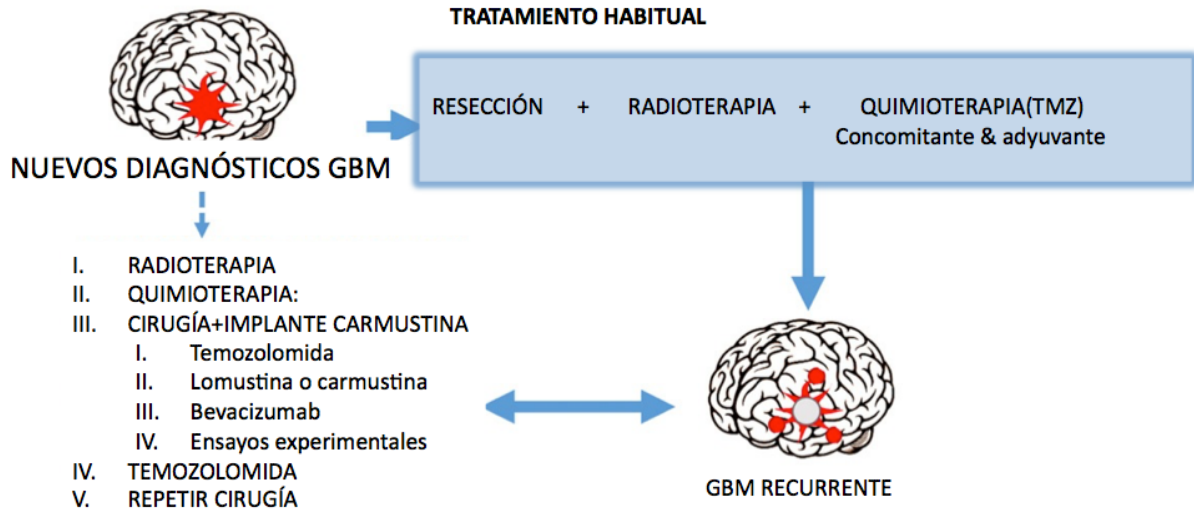 TRATAMIENTO HABITUAL
RESECCIÓN + RADIOTERAPIA + QUIMIOTERAPIA(TMZ)
Concomitante & adyuvante
NUEVOS DIAGNÓSTICOS GBM
I. RADIOTERAPIA
II. QUIMIOTERAPIA:
III. CIRUGÍA+IMPLANTE CARMUSTINA
I. Temozolomida
II. Lomustina o carmustina
III. Bevacizumab
IV. Ensayos experimentales
IV. TEMOZOLOMIDA
V. REPETIR CIRUGÍA
GBM RECURRENTE